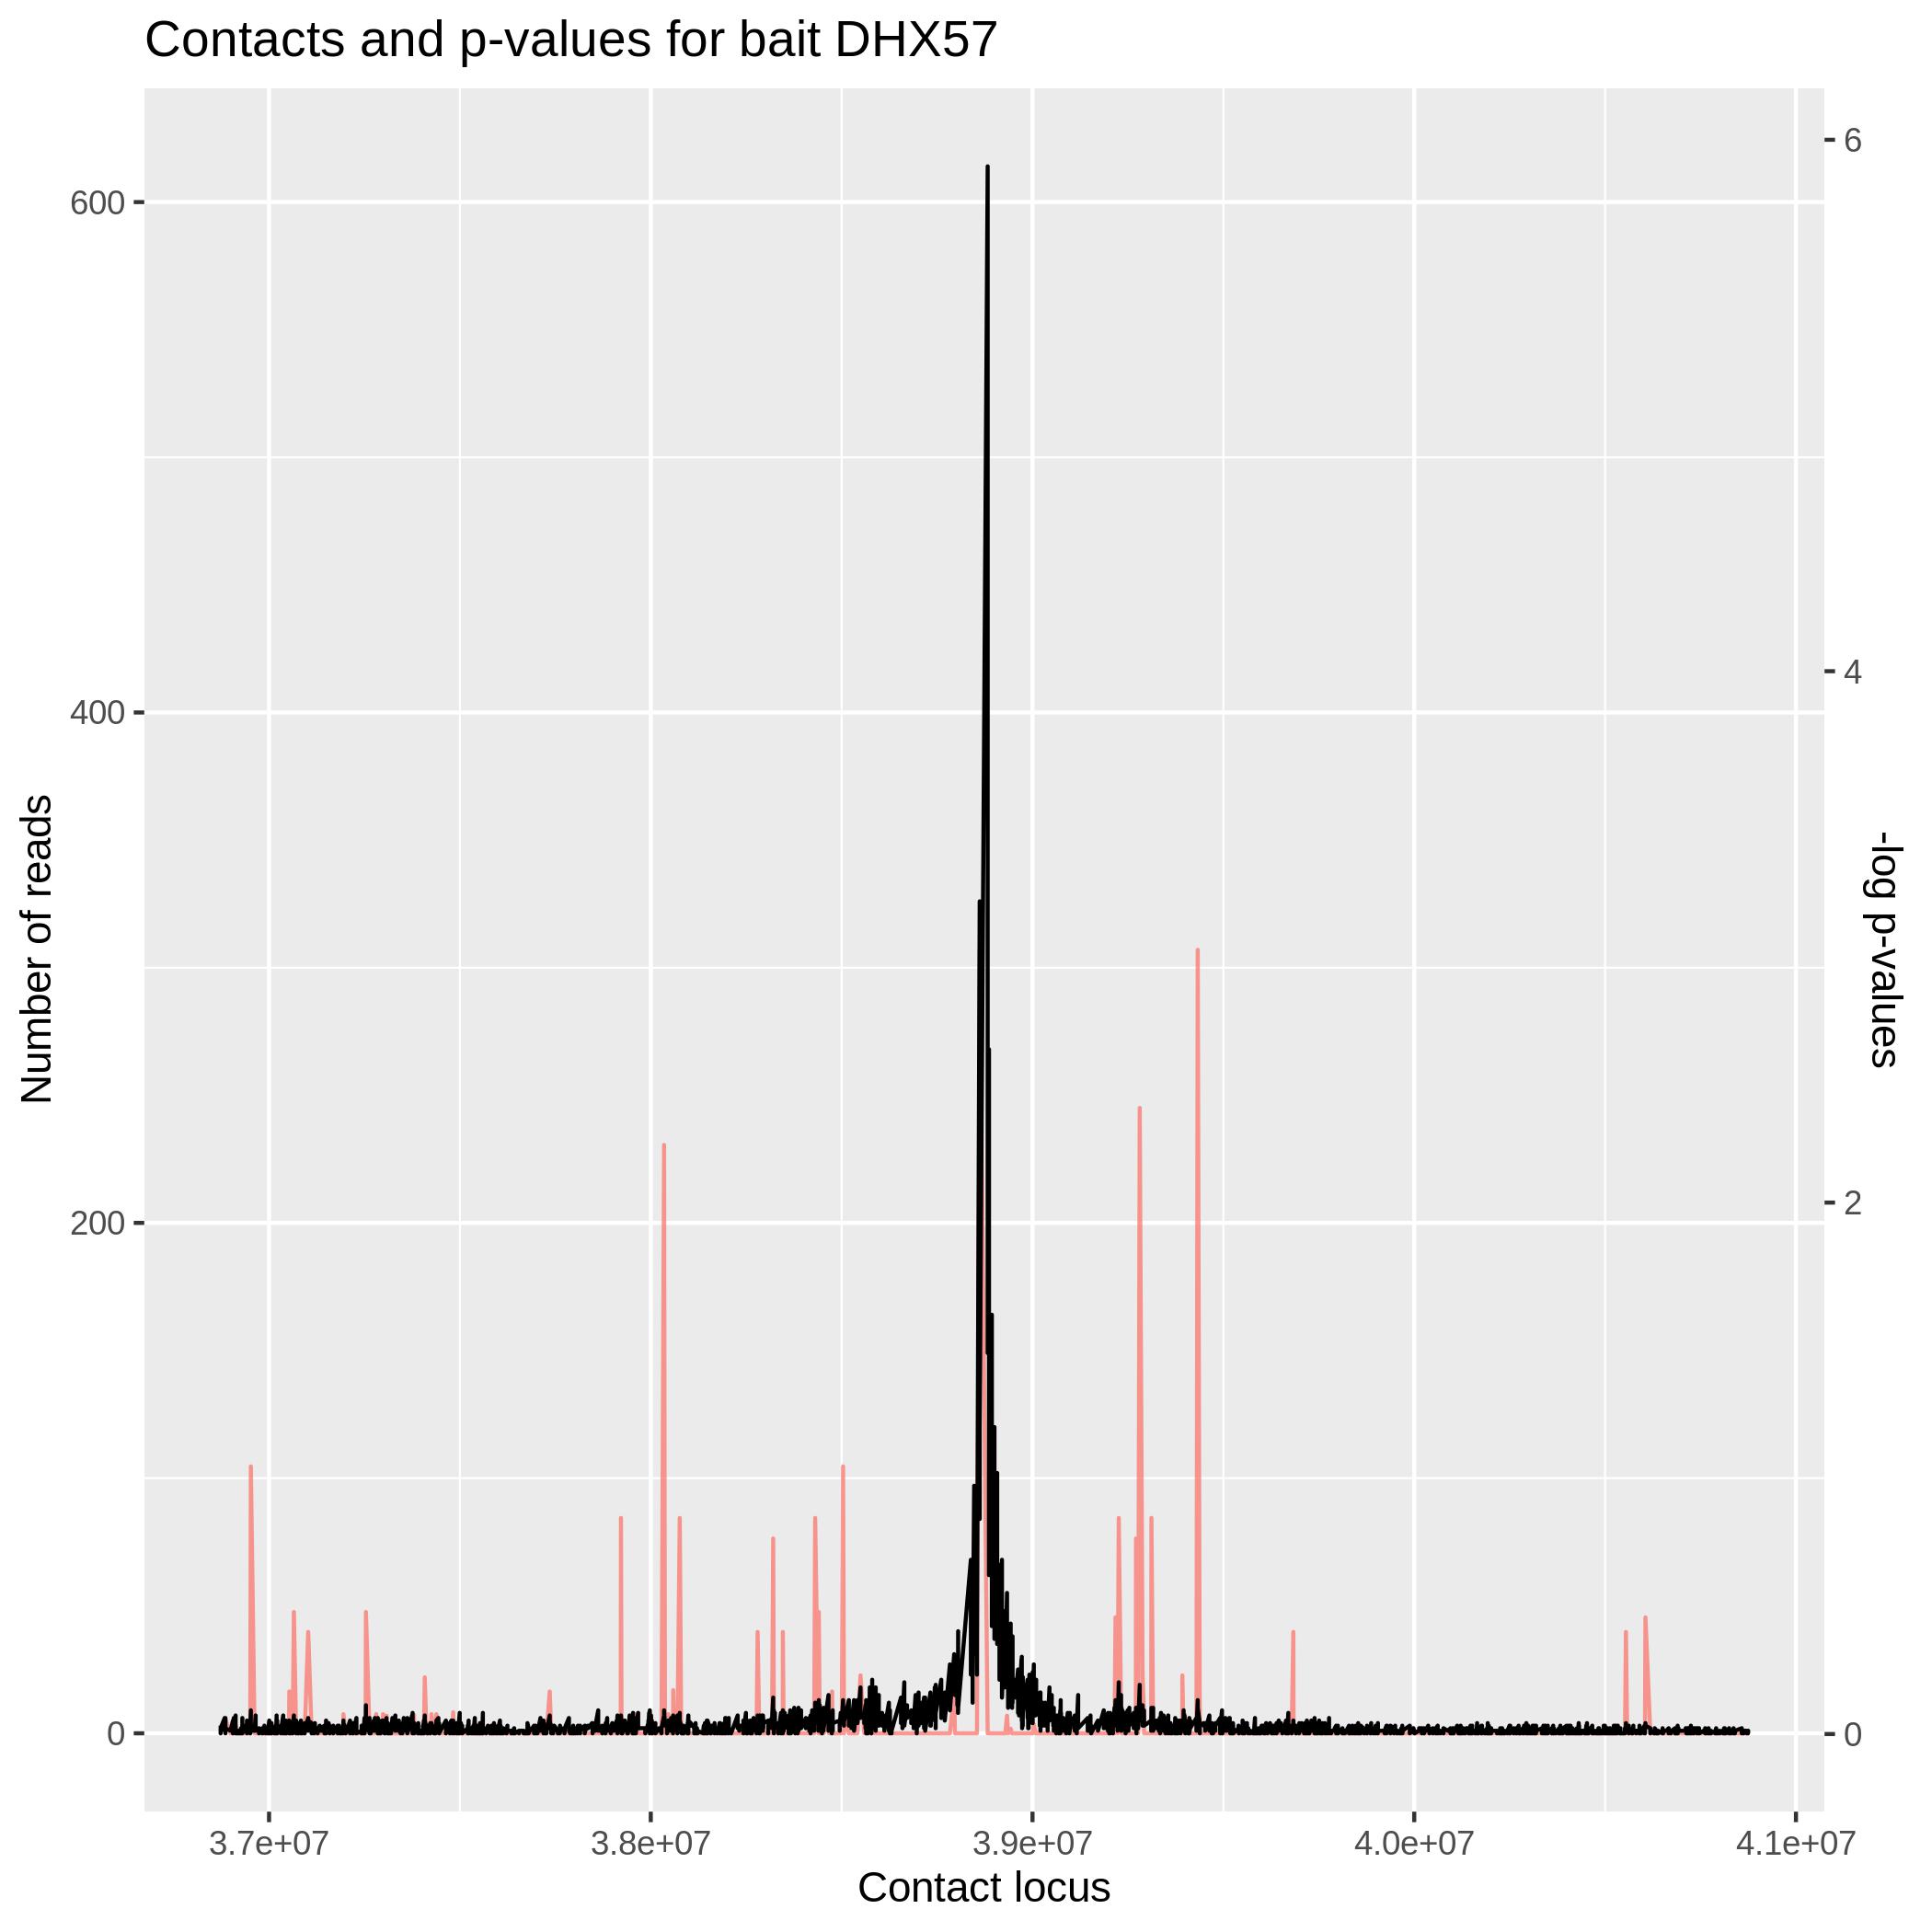 Contacts and p-values for bait DHX57
Number of reads
600
400
200
0
6
4
2
0
-log p-values
3.7e+07
3.8e+07
3.9e+07
4.0e+07
4.1e+07
Contact locus